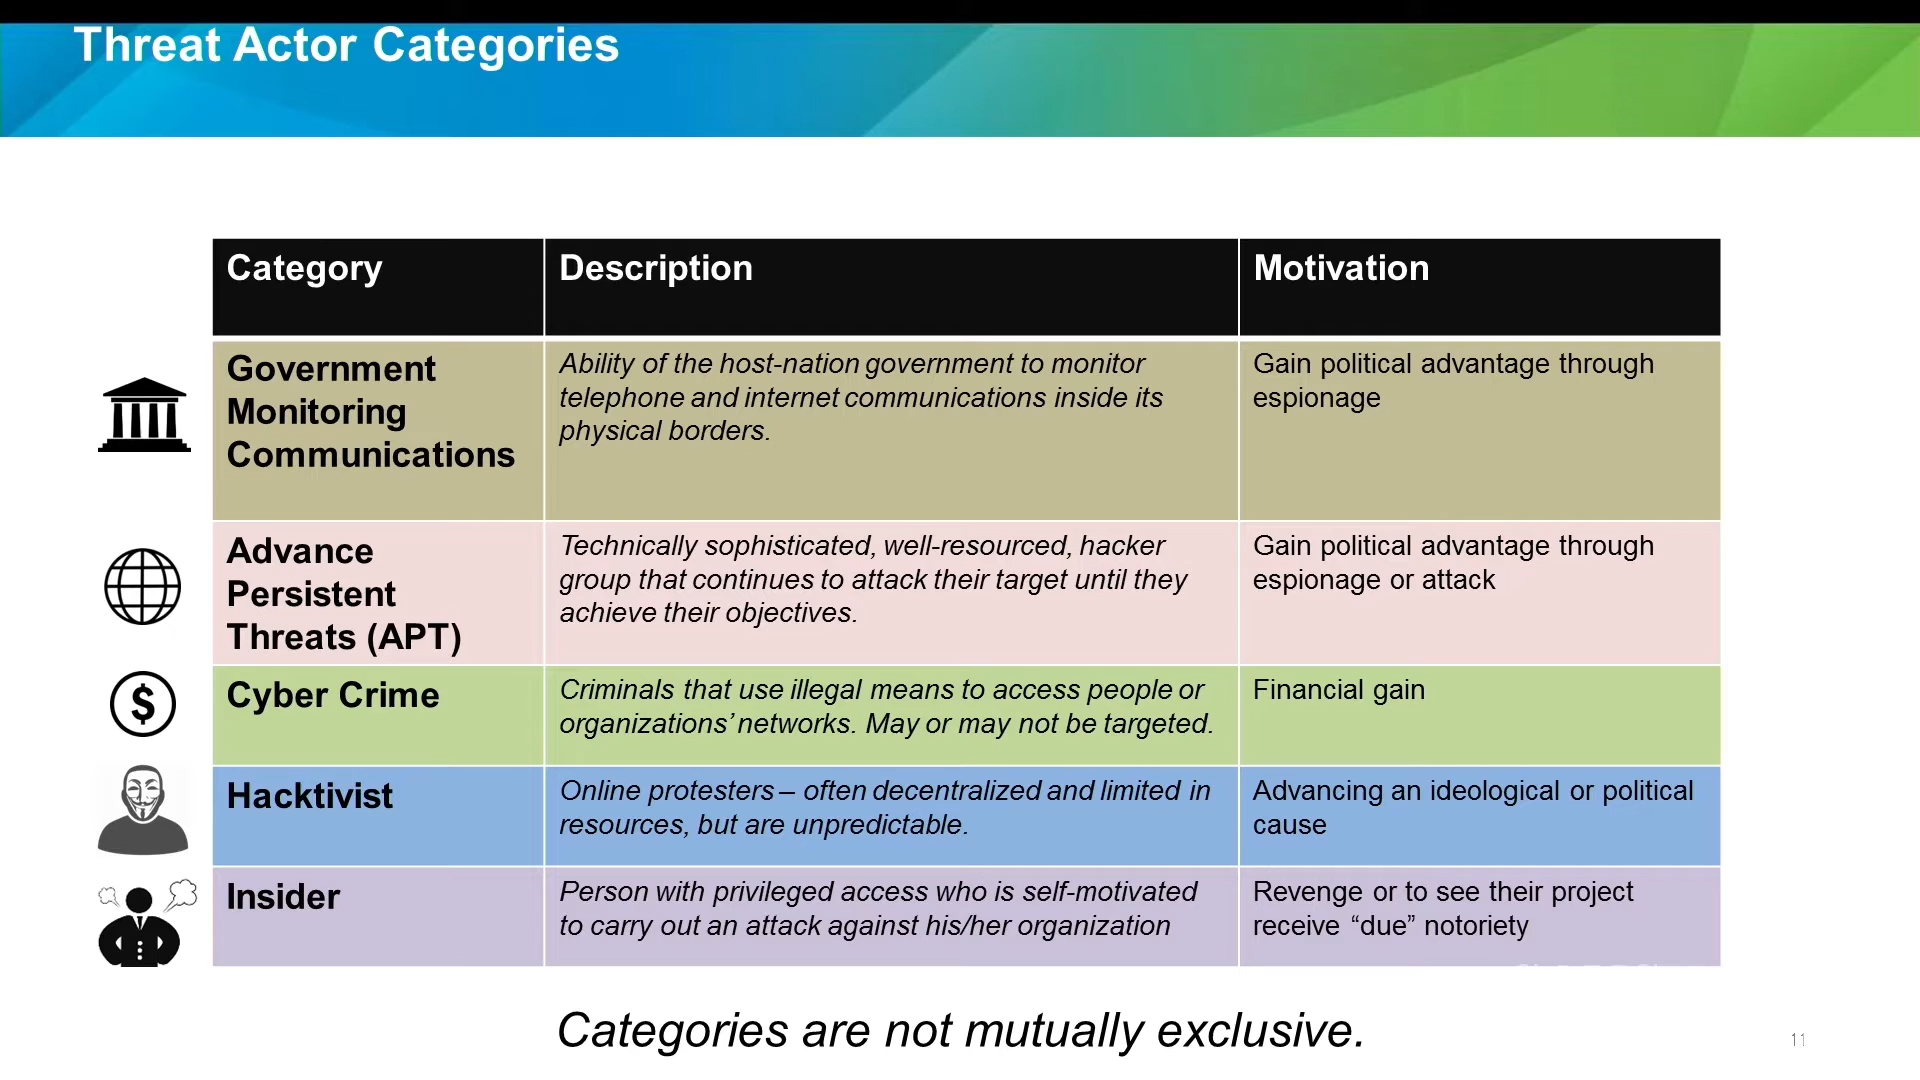 Threat Actor Categories
Category
Description
Motivation
Government
Monitoring
Communications
Ability of the host-nation government to monitor
telephone and internet communications inside its
physical borders.
Gain political advantage through
espionage
Advance
Persistent
Threats (APT)
Technically sophisticated, well-resourced, hacker
group that continues to attack their target until they
achieve their objectives.
Gain political advantage through
espionage or attack
Cyber Crime
Criminals that use illegal means to access people or
organizations’ networks. May or may not be targeted.
Financial gain
Hacktivist
Online protesters – often decentralized and limited in
resources, but are unpredictable.
Advancing an ideological or political
cause
Insider
Person with privileged access who is self-motivated
to carry out an attack against his/her organization
Revenge or to see their project
receive “due” notoriety
Categories are not mutually exclusive.
11